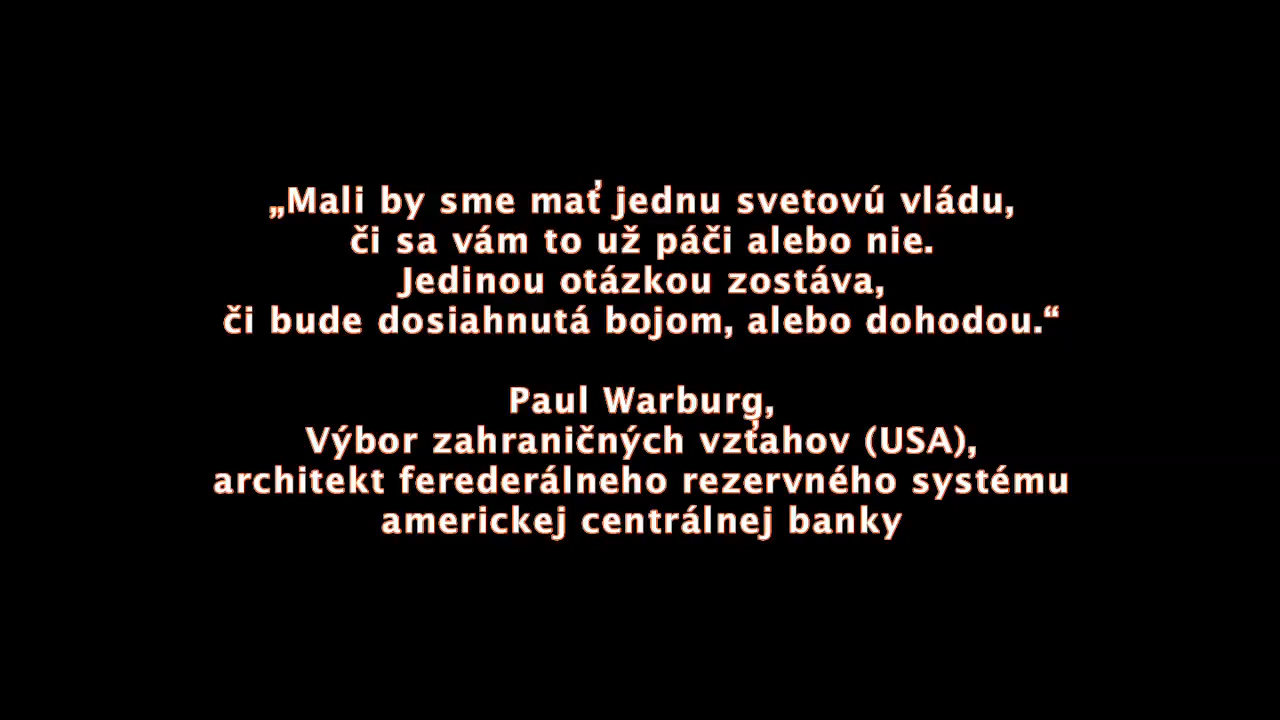 „Mali by sme mať jednu svetovú vládu,
či sa vám to už páči alebo nie.
Jedinou otázkou zostáva,
či bude dosiahnutá bojom, alebo dohodou.“
Paul Warburg,
Výbor zahraničných vzťahov (USA),
architekt ferederálneho rezervného systému
americkej centrálnej banky